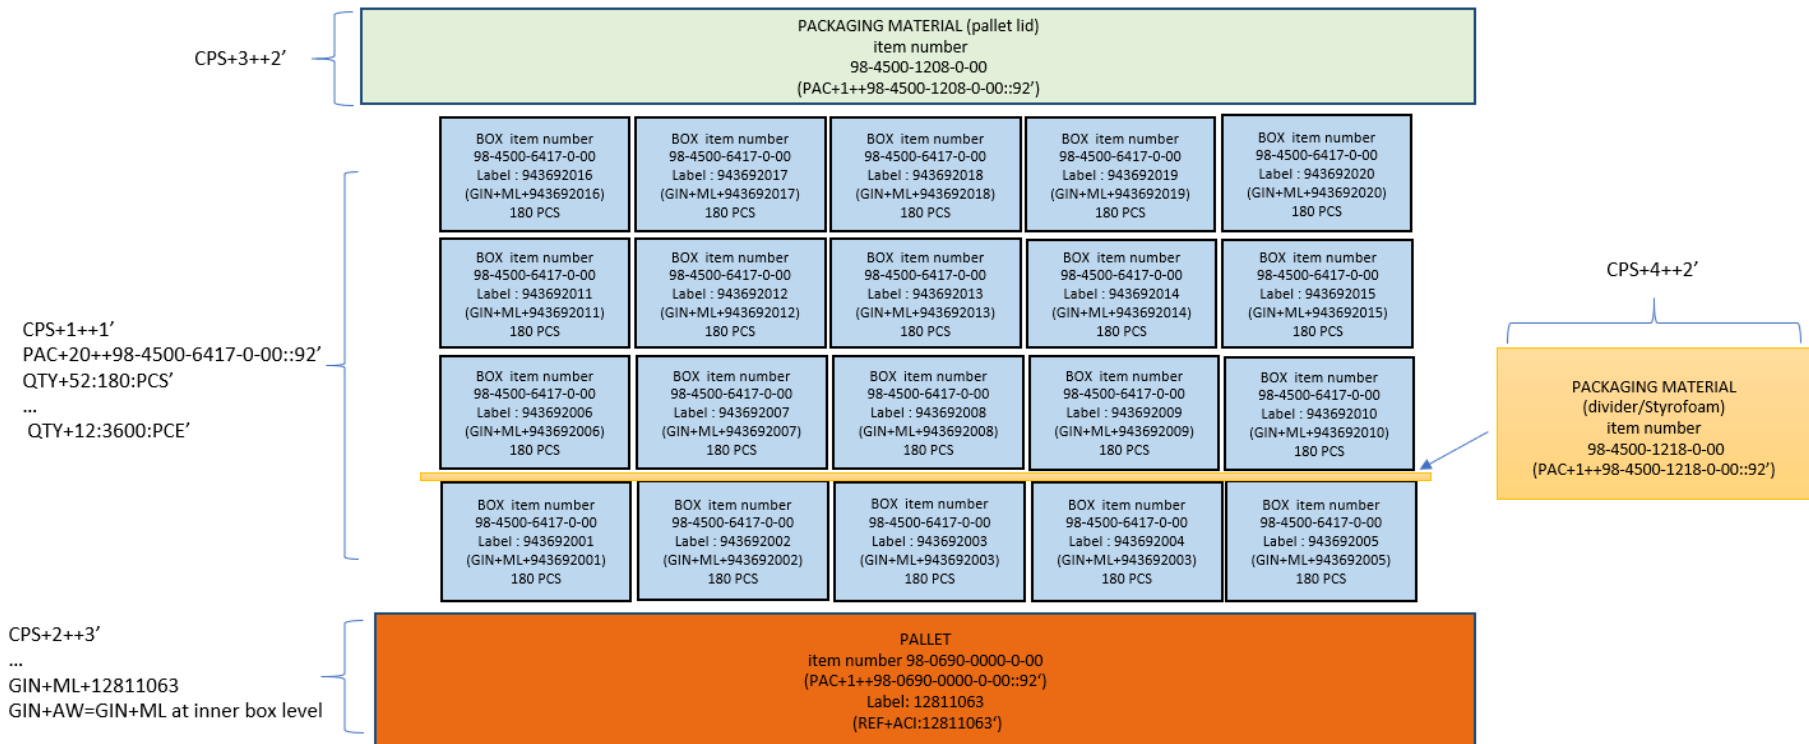 CPS+3++2’
PACKAGING MATERIAL (pallet lid)
item number
98-4500-1208-0-00
(PAC+1++98-4500-1208-0-00::92’)
BOX item number
98-4500-6417-0-00
Label : 943692016
(GIN+ML+943692016)
180 PCS
BOX item number
98-4500-6417-0-00
Label : 943692017
(GIN+ML+943692017)
180 PCS
BOX item number
98-4500-6417-0-00
Label : 943692018
(GIN+ML+943692018)
180 PCS
BOX item number
98-4500-6417-0-00
Label : 943692019
(GIN+ML+943692019)
180 PCS
BOX item number
98-4500-6417-0-00
Label : 943692020
(GIN+ML+943692020)
180 PCS
BOX item number
98-4500-6417-0-00
Label : 943692011
(GIN+ML+943692011)
180 PCS
BOX item number
98-4500-6417-0-00
Label : 943692012
(GIN+ML+943692012)
180 PCS
BOX item number
98-4500-6417-0-00
Label : 943692013
(GIN+ML+943692013)
180 PCS
BOX item number
98-4500-6417-0-00
Label : 943692014
(GIN+ML+943692014)
180 PCS
BOX item number
98-4500-6417-0-00
Label : 943692015
(GIN+ML+943692015)
180 PCS
CPS+1++1’
PAC+20++98-4500-6417-0-00::92’
QTY+52:180:PCS’
...
QTY+12:3600:PCE’
BOX item number
98-4500-6417-0-00
Label : 943692006
(GIN+ML+943692006)
180 PCS
BOX item number
98-4500-6417-0-00
Label : 943692007
(GIN+ML+943692007)
180 PCS
BOX item number
98-4500-6417-0-00
Label : 943692008
(GIN+ML+943692008)
180 PCS
BOX item number
98-4500-6417-0-00
Label : 943692009
(GIN+ML+943692009)
180 PCS
BOX item number
98-4500-6417-0-00
Label : 943692010
(GIN+ML+943692010)
180 PCS
CPS+4++2’
PACKAGING MATERIAL
(divider/Styrofoam)
item number
98-4500-1218-0-00
(PAC+1++98-4500-1218-0-00::92’)
BOX item number
98-4500-6417-0-00
Label : 943692001
(GIN+ML+943692001)
180 PCS
BOX item number
98-4500-6417-0-00
Label : 943692002
(GIN+ML+943692002)
180 PCS
BOX item number
98-4500-6417-0-00
Label : 943692003
(GIN+ML+943692003)
180 PCS
BOX item number
98-4500-6417-0-00
Label : 943692004
(GIN+ML+943692003)
180 PCS
BOX item number
98-4500-6417-0-00
Label : 943692005
(GIN+ML+943692005)
180 PCS
CPS+2++3’
...
GIN+ML+12811063
GIN+AW=GIN+ML at inner box level
PALLET
item number 98-0690-0000-0-00
(PAC+1++98-0690-0000-0-00::92‘)
Label: 12811063
(REF+ACI:12811063‘)